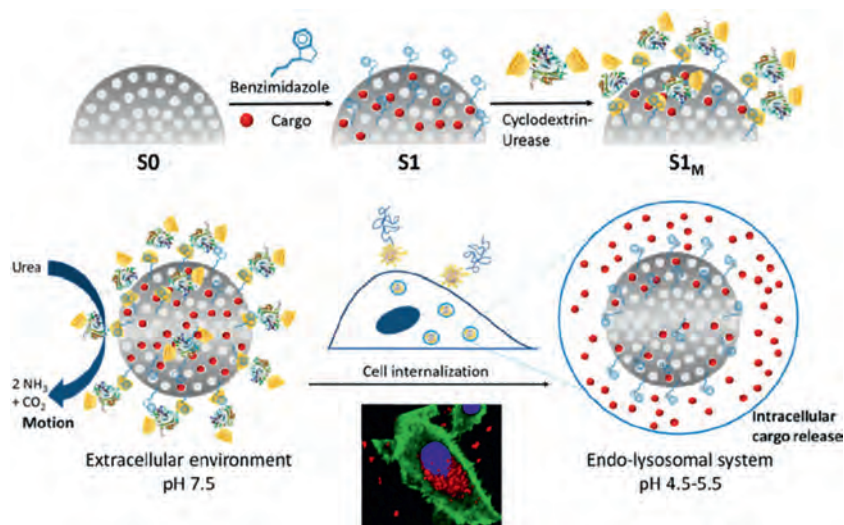 Benzimidazole
Cargo
Cyclodextrin-
Urease
S0
S1
S1M
Urea
2 NH3
+ CO2
Motion
Cell internalization
Intracellular
cargo release
Extracellular environment
pH 7.5
Endo-lysosomal system
pH 4.5-5.5